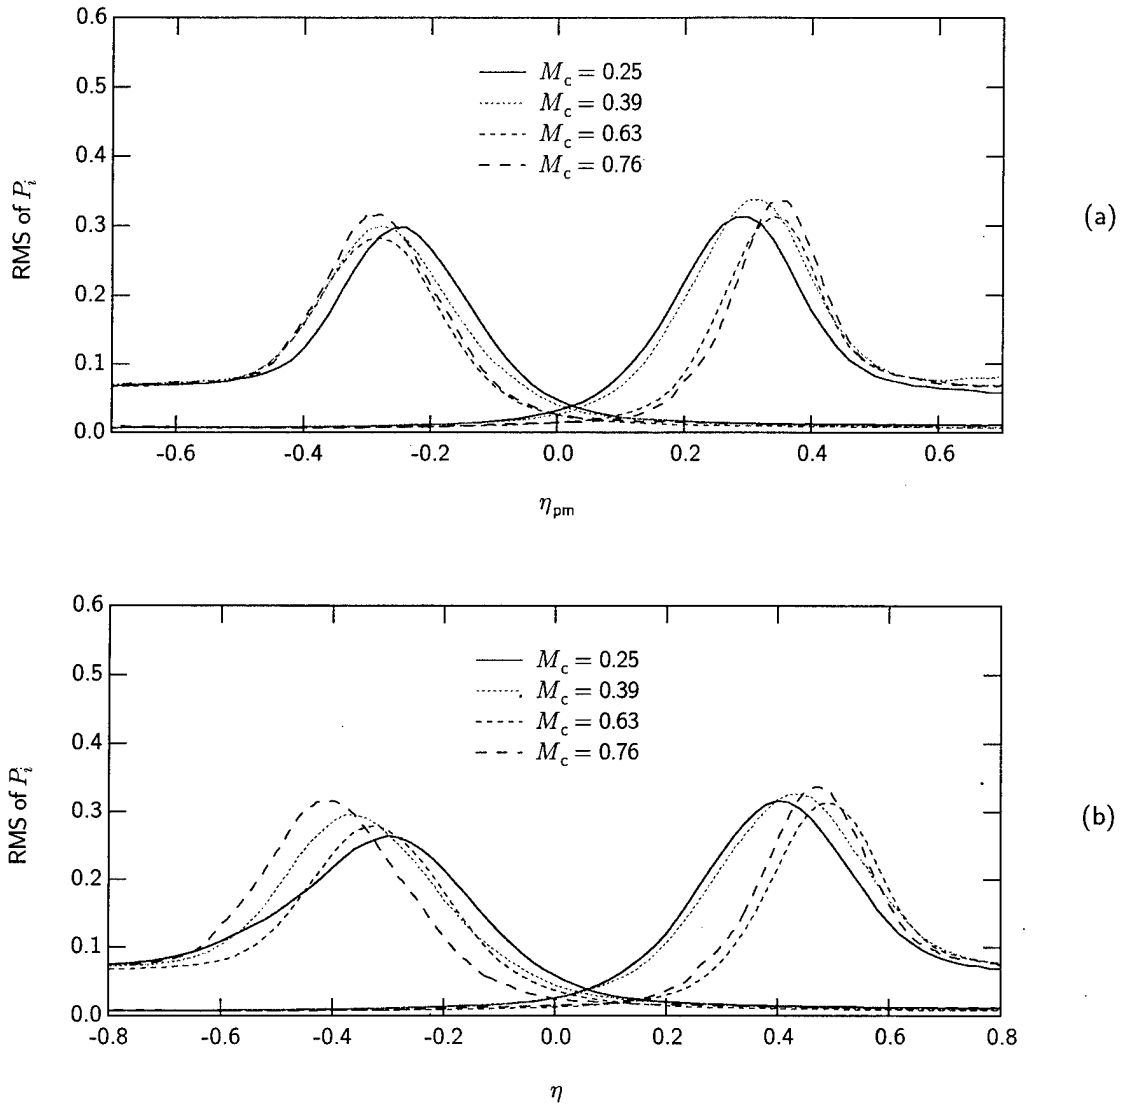 0.6
0.5
0.4
0.3
0.2
0.1
0.0
RMS of Pᵢ
M_c = 0.25
M_c = 0.39
M_c = 0.63
M_c = 0.76
(a)
-0.6 -0.4 -0.2 0.0 0.2 0.4 0.6
η_pm
0.6
0.5
0.4
0.3
0.2
0.1
0.0
RMS of Pᵢ
M_c = 0.25
M_c = 0.39
M_c = 0.63
M_c = 0.76
(b)
-0.8 -0.6 -0.4 -0.2 0.0 0.2 0.4 0.6 0.8
η